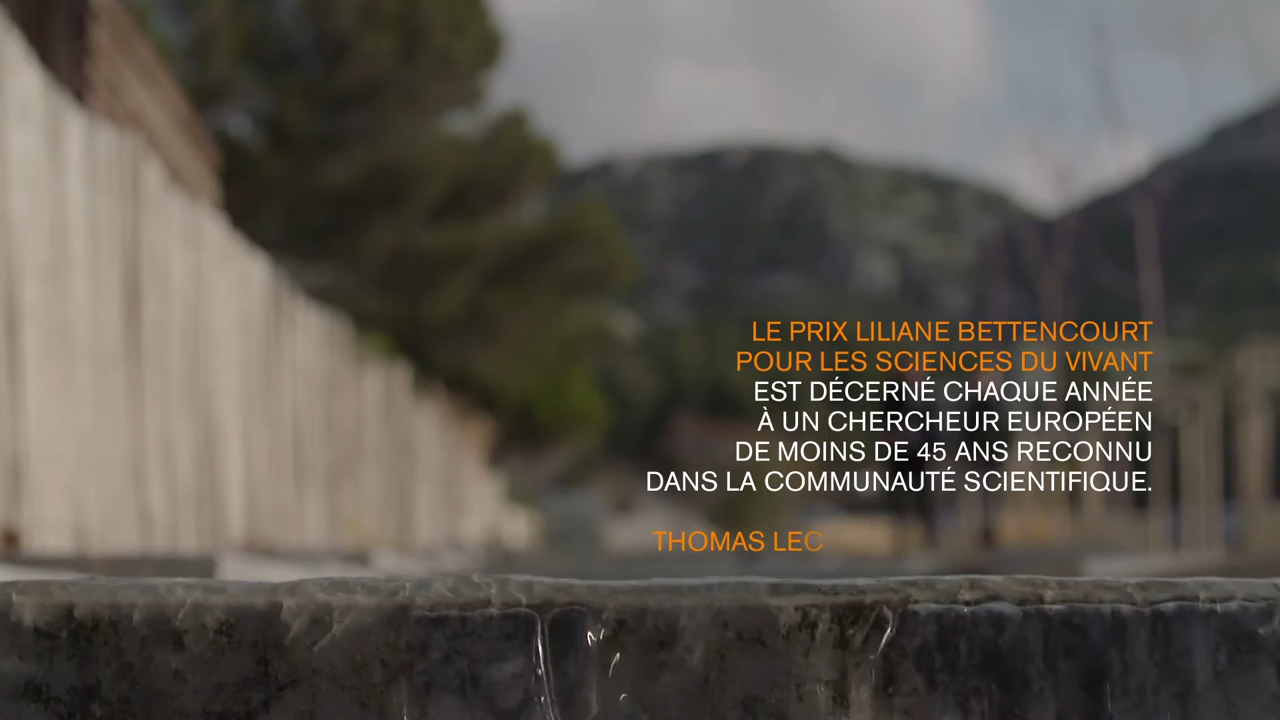 LE PRIX LILIANE BETTENCOURT
POUR LES SCIENCES DU VIVANT
EST DÉCERNÉ CHAQUE ANNÉE
À UN CHERCHEUR EUROPÉEN
DE MOINS DE 45 ANS RECONNU
DANS LA COMMUNAUTÉ SCIENTIFIQUE.
THOMAS LEC